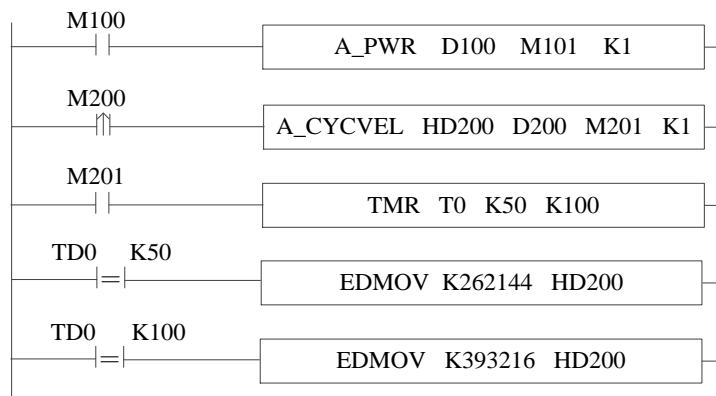 M100
A_PWR D100 M101 K1
M200
A_CYCVEL HD200 D200 M201 K1
M201
TMR T0 K50 K100
TD0 = K50
EDMOV K262144 HD200
TD0 = K100
EDMOV K393216 HD200